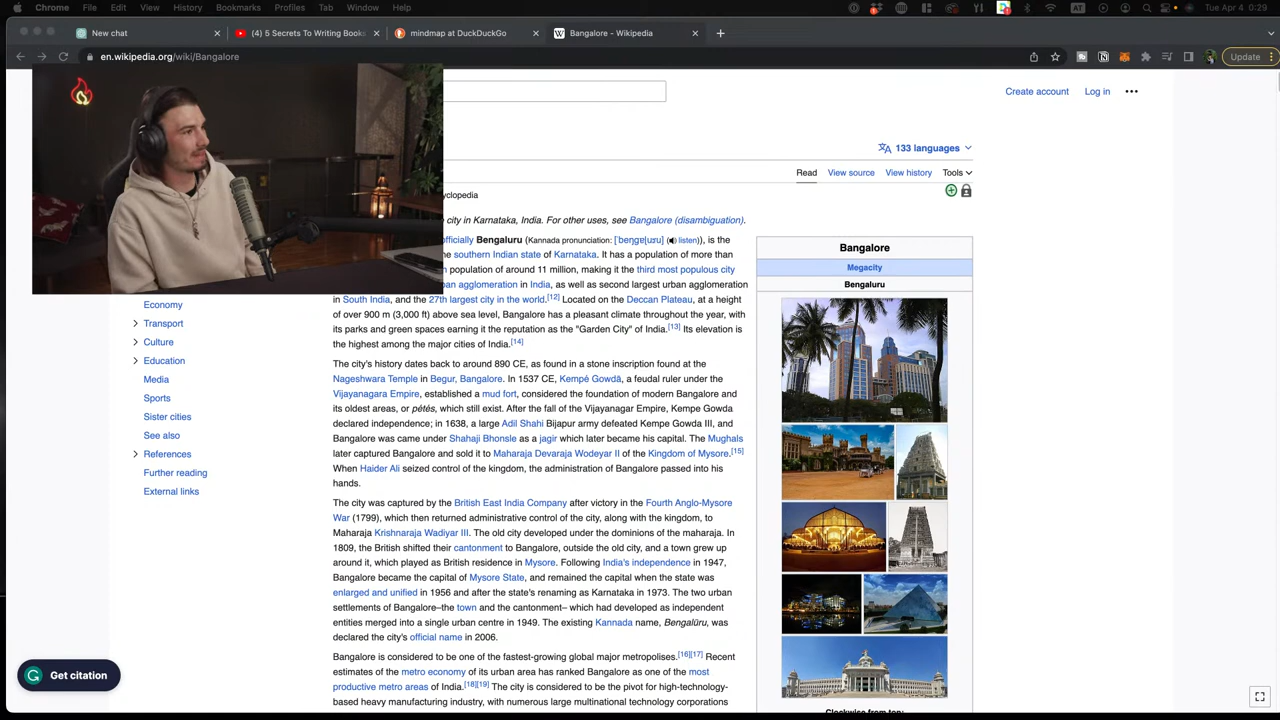 Chrome File Edit View History Bookmarks Profiles Tab Window Help
AT Tue Apr 4 0:29
New chat
(4) 5 Secrets To Writing Books
mindmap at DuckDuckGo
Bangalore - Wikipedia
en.wikipedia.org/wiki/Bangalore
Update
Create account Log in
133 languages
Read View source View history Tools
city in Karnataka, India. For other uses, see Bangalore (disambiguation).
officially Bengaluru (Kannada pronunciation: [ˈbeŋɡɐɭuːɾu] (listen)), is the
southern Indian state of Karnataka. It has a population of more than
population of around 11 million, making it the third most populous city
agglomeration in India, as well as second largest urban agglomeration
in South India, and the 27th largest city in the world.[12] Located on the Deccan Plateau, at a height
of over 900 m (3,000 ft) above sea level, Bangalore has a pleasant climate throughout the year, with
its parks and green spaces earning it the reputation as the "Garden City" of India.[13] Its elevation is
the highest among the major cities of India.[14]
The city's history dates back to around 890 CE, as found in a stone inscription found at the
Nageshwara Temple in Begur, Bangalore. In 1537 CE, Kempé Gowdā, a feudal ruler under the
Vijayanagara Empire, established a mud fort, considered the foundation of modern Bangalore and
its oldest areas, or pétés, which still exist. After the fall of the Vijayanagar Empire, Kempe Gowda
declared independence; in 1638, a large Adil Shahi Bijapur army defeated Kempe Gowda III, and
Bangalore was came under Shahaji Bhonsle as a jagir which later became his capital. The Mughals
later captured Bangalore and sold it to Maharaja Devaraja Wodeyar II of the Kingdom of Mysore.[15]
When Haider Ali seized control of the kingdom, the administration of Bangalore passed into his
hands.
The city was captured by the British East India Company after victory in the Fourth Anglo-Mysore
War (1799), which then returned administrative control of the city, along with the kingdom, to
Maharaja Krishnaraja Wadiyar III. The old city developed under the dominions of the maharaja. In
1809, the British shifted their cantonment to Bangalore, outside the old city, and a town grew up
around it, which played as British residence in Mysore. Following India's independence in 1947,
Bangalore became the capital of Mysore State, and remained the capital when the state was
enlarged and unified in 1956 and after the state's renaming as Karnataka in 1973. The two urban
settlements of Bangalore–the town and the cantonment– which had developed as independent
entities merged into a single urban centre in 1949. The existing Kannada name, Bengalūru, was
declared the city's official name in 2006.
Bangalore is considered to be one of the fastest-growing global major metropolises.[16][17] Recent
estimates of the metro economy of its urban area has ranked Bangalore as one of the most
productive metro areas of India.[18][19] The city is considered to be the pivot for high-technology-
based heavy manufacturing industry, with numerous large multinational technology corporations
Bangalore
Megacity
Bengaluru
Clockwise from top:
Economy
Transport
Culture
Education
Media
Sports
Sister cities
See also
References
Further reading
External links
Get citation